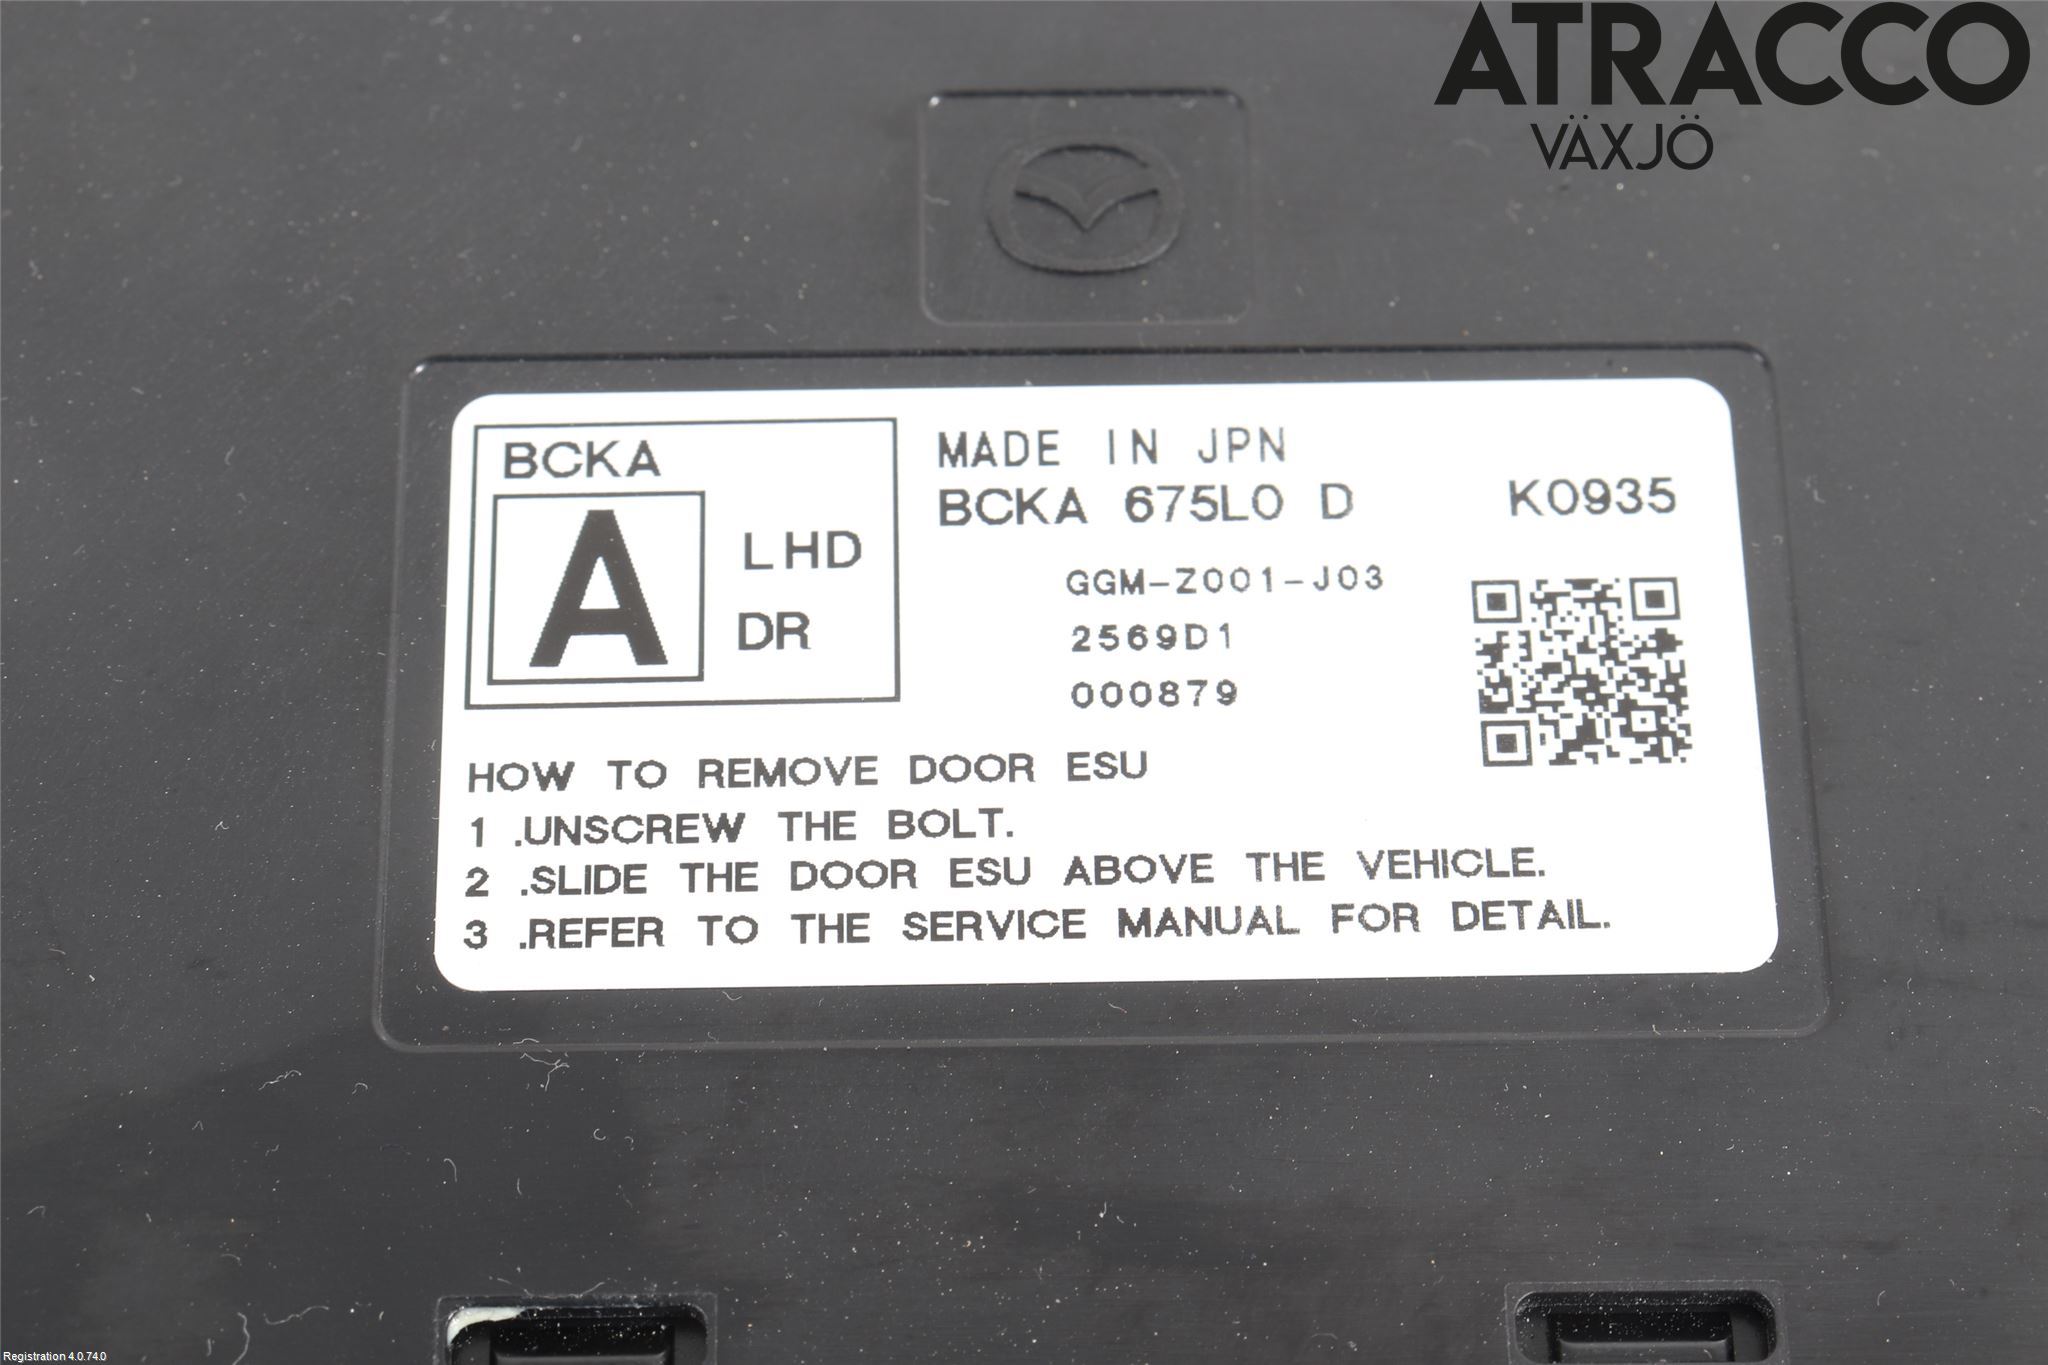 ATRACCO
VÄXJÖ
BCKA
A
LHD
DR
MADE IN JPN
BCKA 675L0 D K0935
GGM-Z001-J03
2569D1
000879
HOW TO REMOVE DOOR ESU
1 .UNSCREW THE BOLT.
2 .SLIDE THE DOOR ESU ABOVE THE VEHICLE.
3 .REFER TO THE SERVICE MANUAL FOR DETAIL.
Registration 4.0.74.0